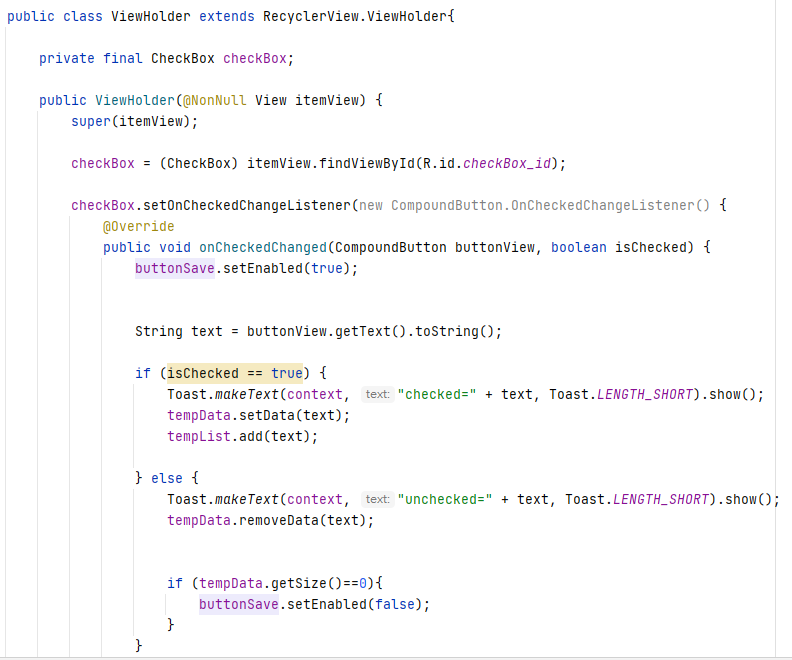 public class ViewHolder extends RecyclerView.ViewHolder{
private final CheckBox checkBox;
public ViewHolder(@NonNull View itemView) {
super(itemView);
checkBox = (CheckBox) itemView.findViewById(R.id.checkBox_id);
checkBox.setOnCheckedChangeListener(new CompoundButton.OnCheckedChangeListener() {
@Override
public void onCheckedChanged(CompoundButton buttonView, boolean isChecked) {
buttonSave.setEnabled(true);
String text = buttonView.getText().toString();
if (isChecked == true) {
Toast.makeText(context, text: "checked=" + text, Toast.LENGTH_SHORT).show();
tempData.setData(text);
tempList.add(text);
} else {
Toast.makeText(context, text: "unchecked=" + text, Toast.LENGTH_SHORT).show();
tempData.removeData(text);
if (tempData.getSize()==0){
buttonSave.setEnabled(false);
}
}